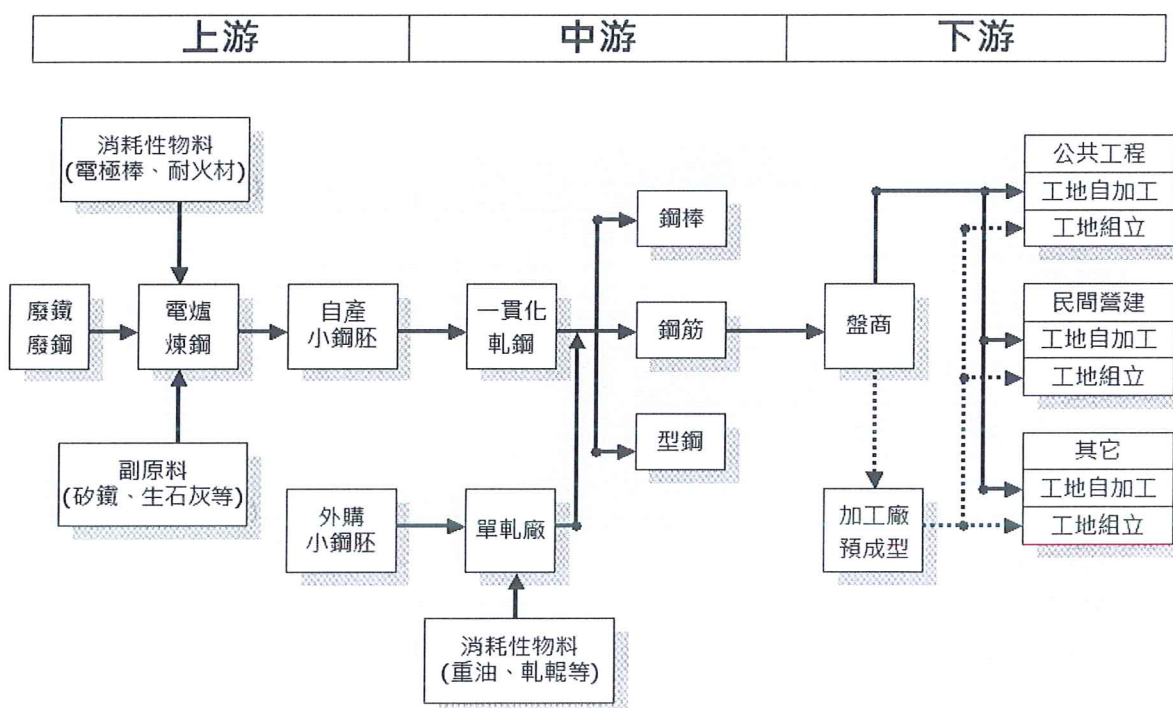 上游
中游
下游
消耗性物料
(電極棒、耐火材)
廢鐵
廢鋼
電爐
煉鋼
副原料
(矽鐵、生石灰等)
自產
小鋼胚
外購
小鋼胚
一貫化
軋鋼
單軋廠
消耗性物料
(重油、軋輥等)
鋼棒
鋼筋
型鋼
盤商
加工廠
預成型
公共工程
工地自加工
工地組立
民間營建
工地自加工
工地組立
其它
工地自加工
工地組立